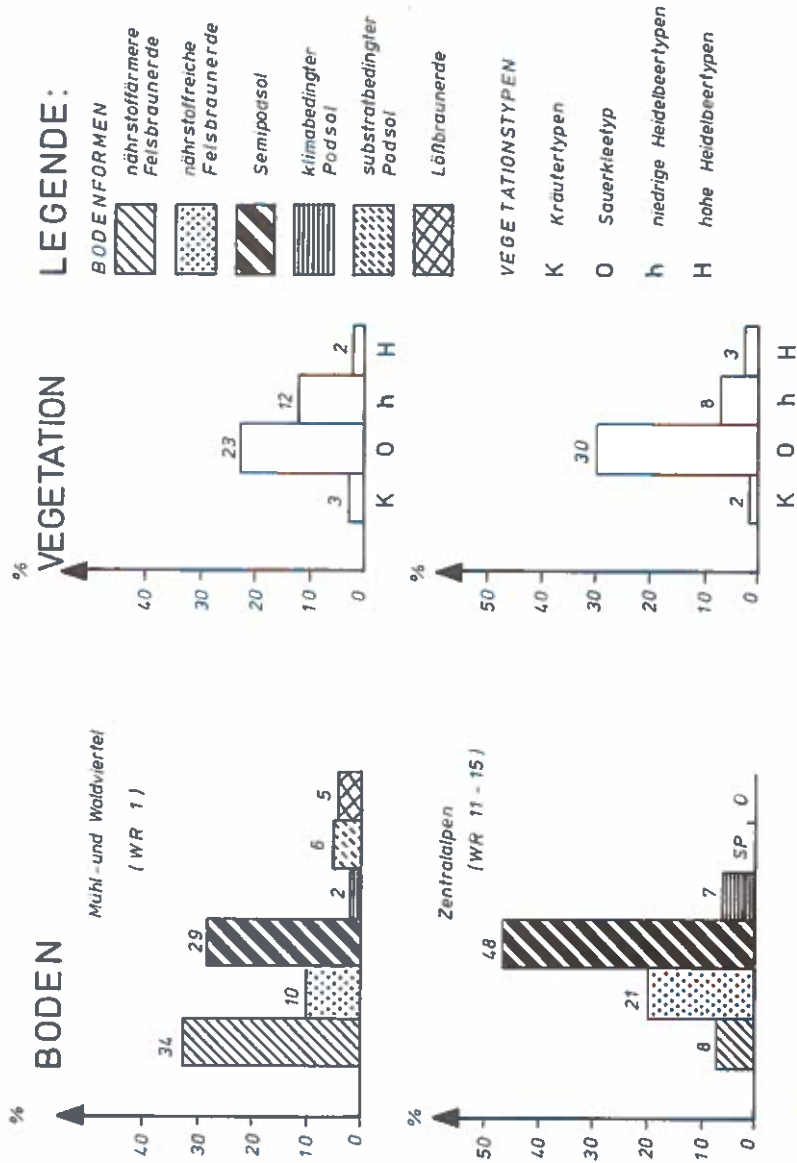 BODEN
Mühl-und Waldviertel
(WR 1)
%
40
30
20
10
0
34
10
29
2
6
5
Zentralalpen
(WR 11-15)
%
50
40
30
20
10
0
8
21
48
7
SP
0
VEGETATION
%
40
30
20
10
0
3
23
12
2
K O h H
%
50
40
30
20
10
0
2
30
8
3
K O h H
LEGENDE:
BODENFORMEN
nährstoffärmere
Felsbraunerde
nährstoffreiche
Felsbraunerde
Semipodsol
klimabedingter
Podsol
substratbedingter
Podsol
Lößbraunerde
VEGETATIONSTYPEN
K Kräutertypen
O Sauerkleetyp
h niedrige Heidelbeertypen
H hohe Heidelbeertypen